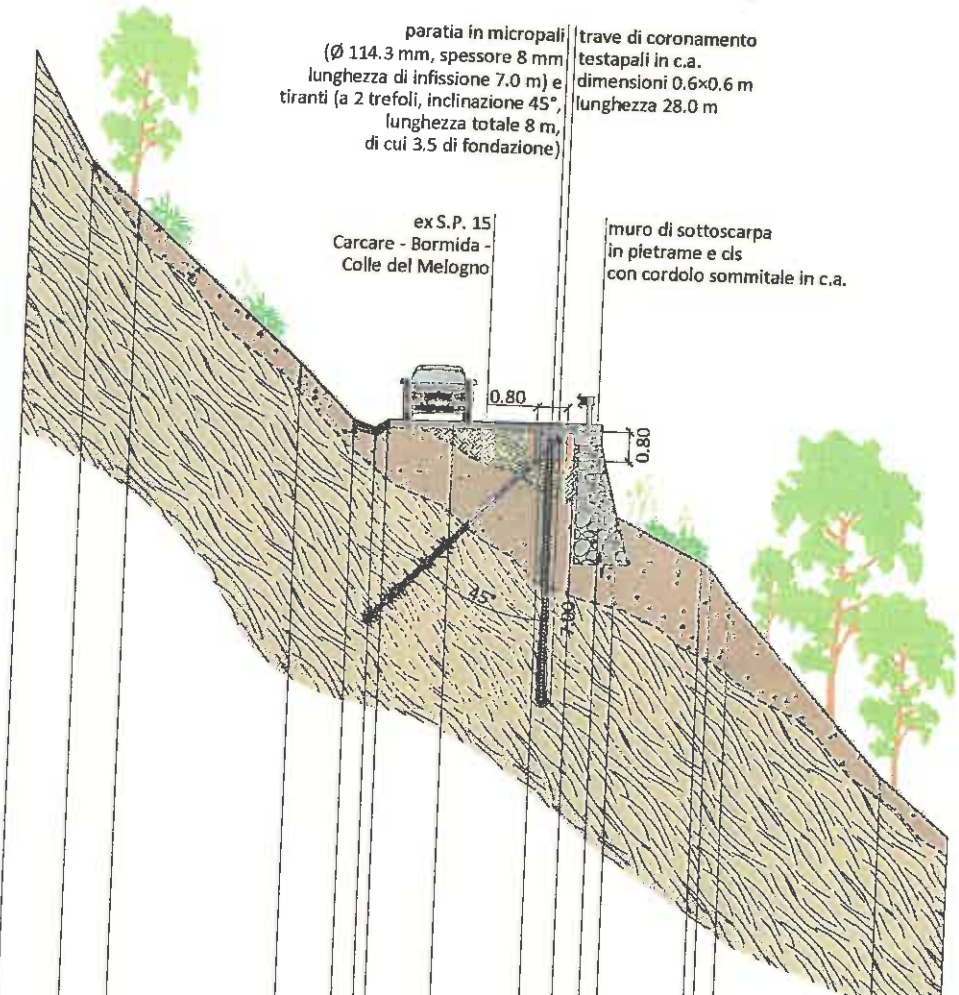 paratia in micropali
(Ø 114.3 mm, spessore 8 mm
lunghezza di infissione 7.0 m) e
tiranti (a 2 trefoli, inclinazione 45°,
lunghezza totale 8 m,
di cui 3.5 di fondazione)
trave di coronamento
testapali in c.a.
dimensioni 0.6×0.6 m
lunghezza 28.0 m
ex S.P. 15
Carcare - Bormida -
Colle del Melogno
muro di sottoscarpa
in pietrame e cls
con cordolo sommitale in c.a.
0.80
0.80
45°
7.00